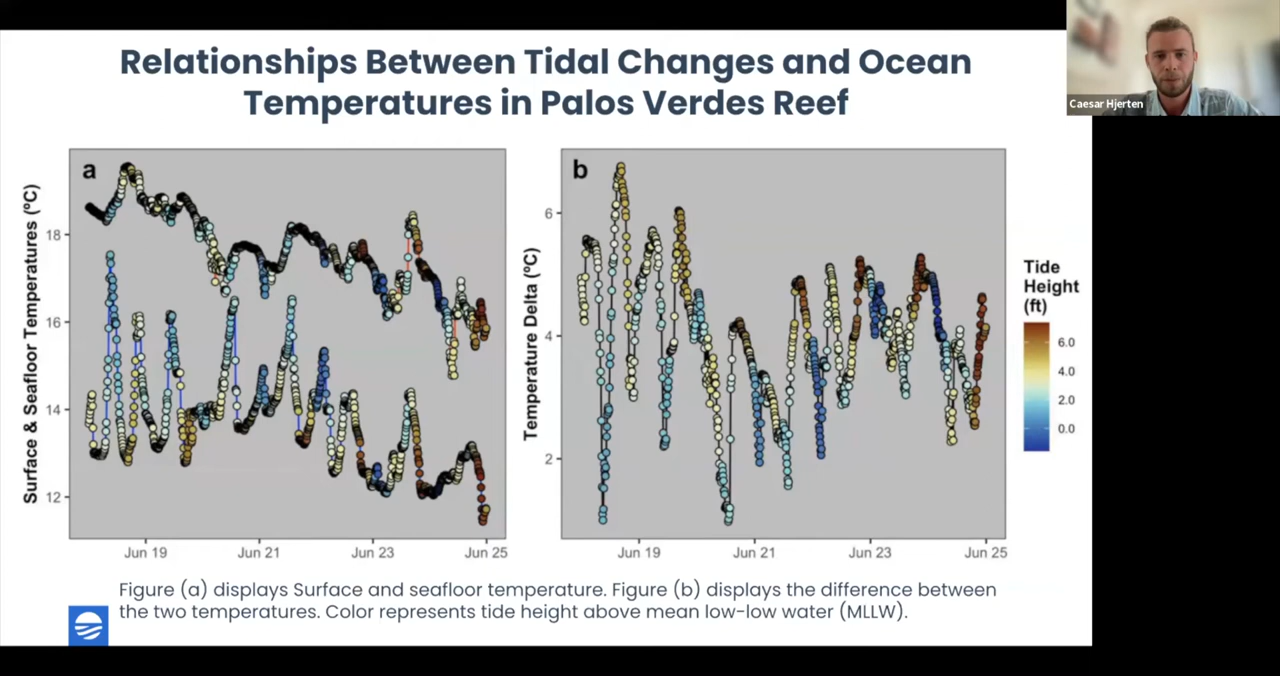 Relationships Between Tidal Changes and Ocean
Temperatures in Palos Verdes Reef
Caesar Hjerten
a
b
Surface & Seafloor Temperatures (ºC)
18
16
14
12
Jun 19
Jun 21
Jun 23
Jun 25
Temperature Delta (ºC)
6
4
2
Jun 19
Jun 21
Jun 23
Jun 25
Tide
Height
(ft)
6.0
4.0
2.0
0.0
Figure (a) displays Surface and seafloor temperature. Figure (b) displays the difference between
the two temperatures. Color represents tide height above mean low-low water (MLLW).